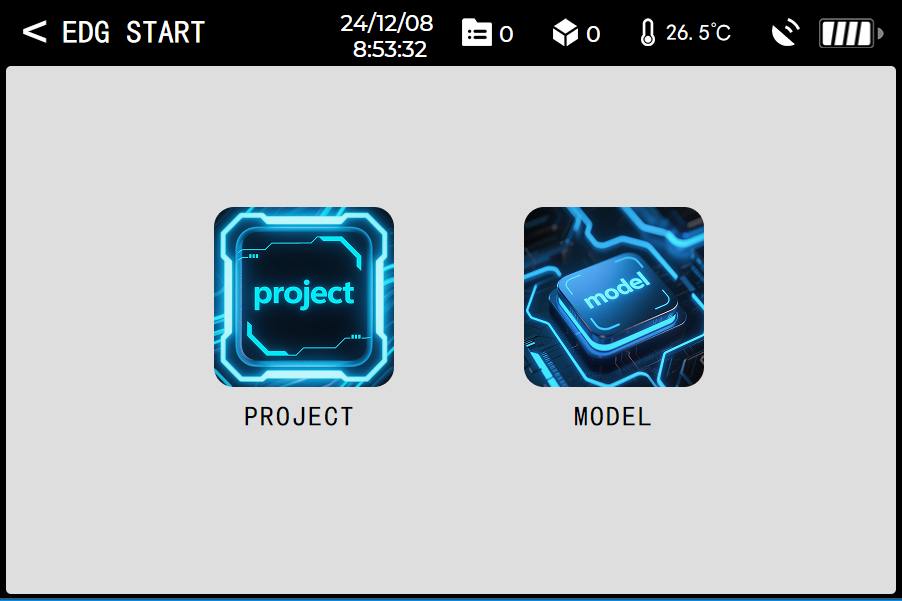 < EDG START
24/12/08
8:53:32
0
0
26.5℃
project
model
PROJECT
MODEL